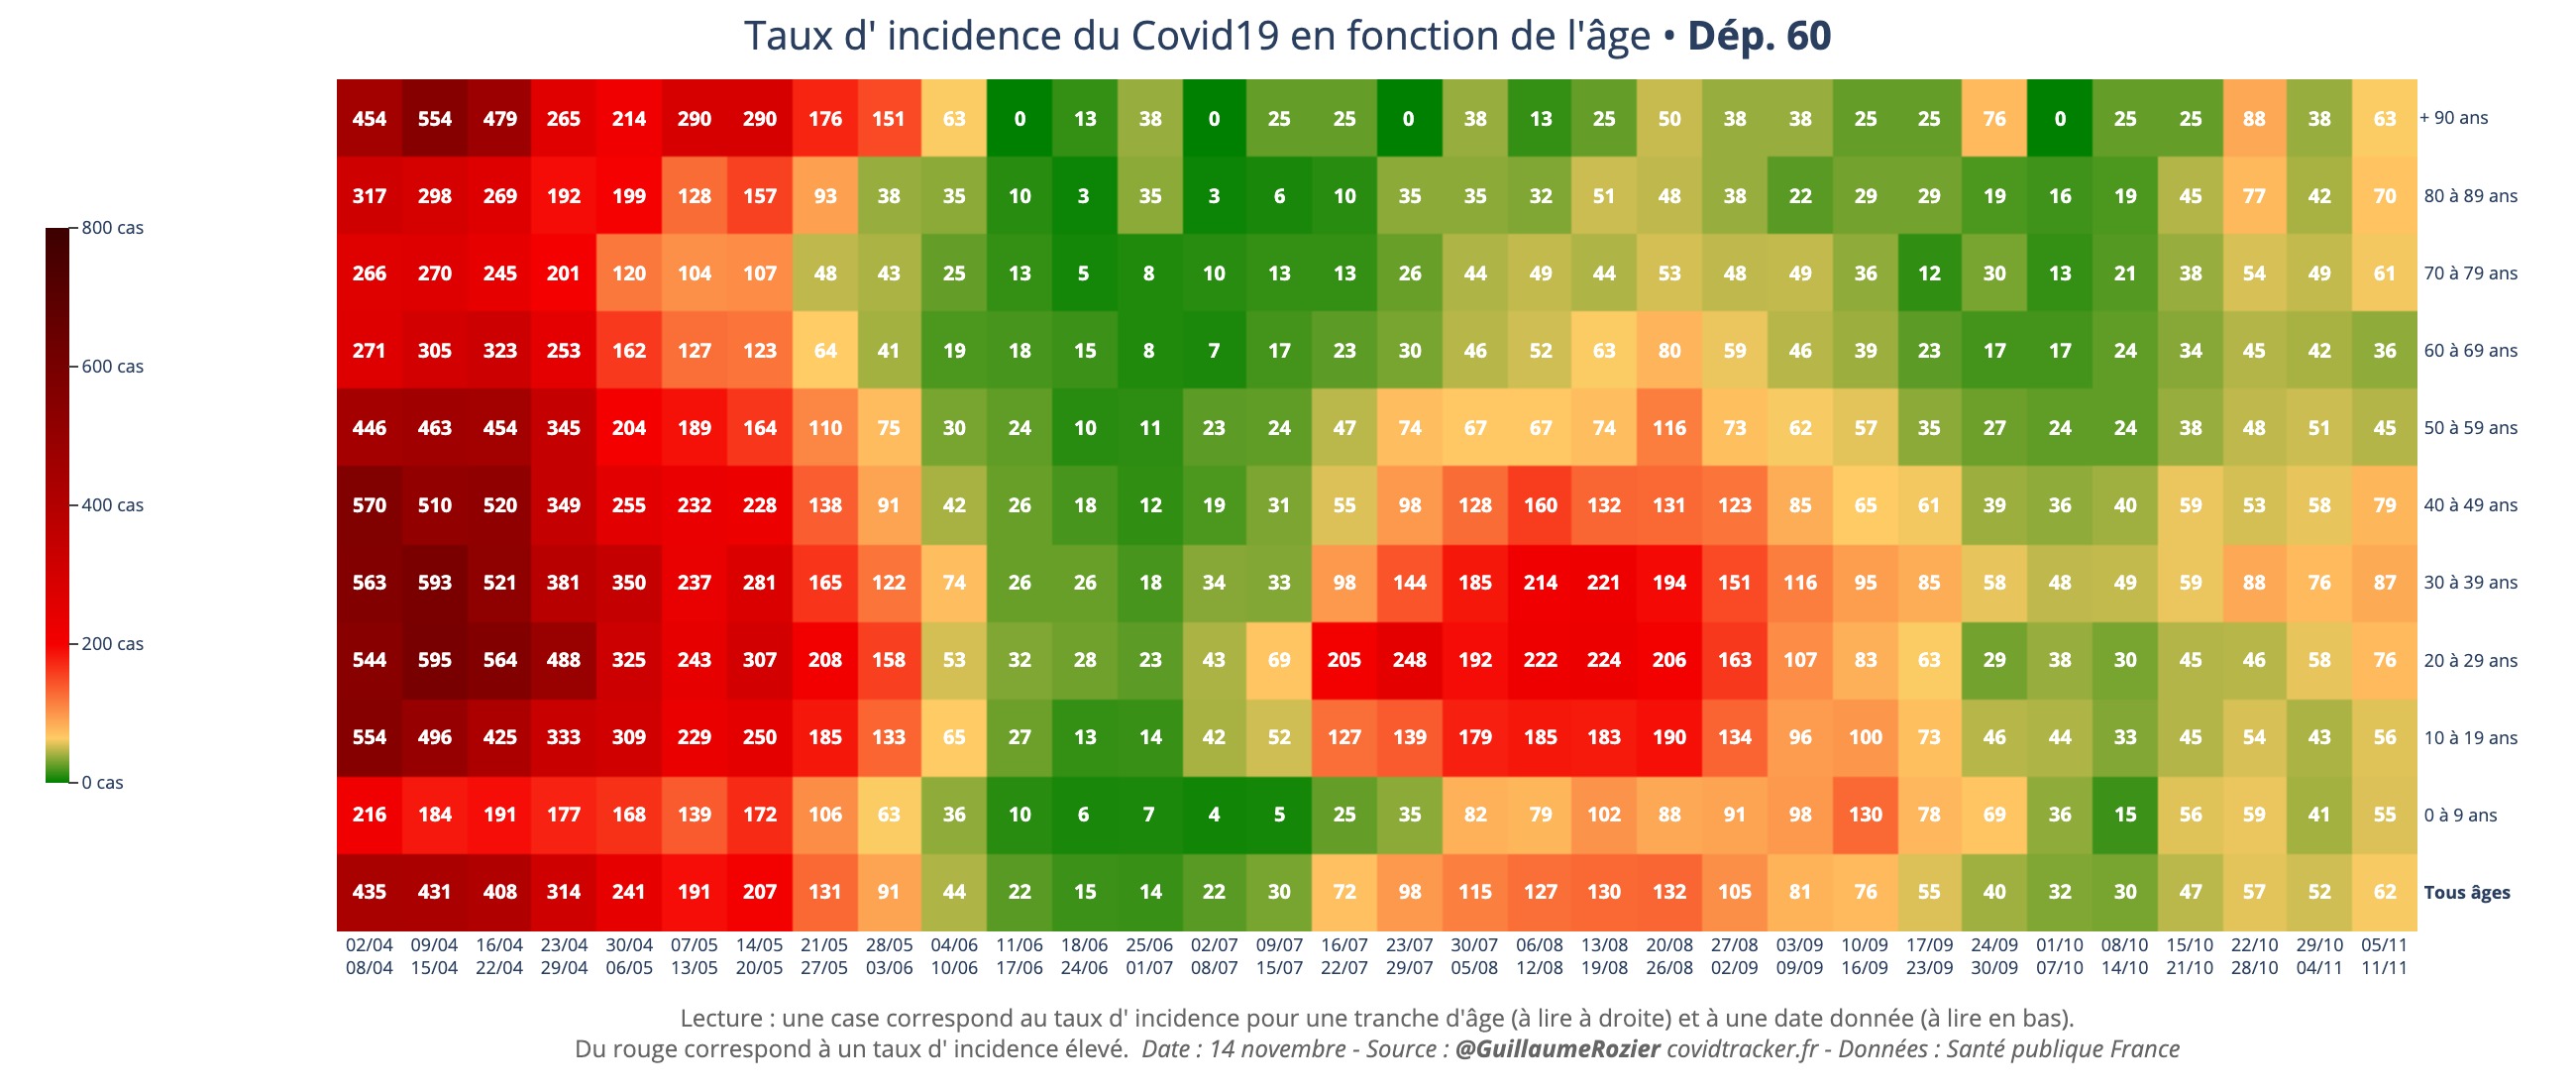 Taux d' incidence du Covid19 en fonction de l'âge • Dép. 60
800 cas
600 cas
400 cas
200 cas
0 cas
454 554 479 265 214 290 290 176 151 63 0 13 38 0 25 25 0 38 13 25 50 38 38 25 25 76 0 25 25 88 38 63 + 90 ans
317 298 269 192 199 128 157 93 38 35 10 3 35 3 6 10 35 35 32 51 48 38 22 29 29 19 16 19 45 77 42 70 80 à 89 ans
266 270 245 201 120 104 107 48 43 25 13 5 8 10 13 13 26 44 49 44 53 48 49 36 12 30 13 21 38 54 49 61 70 à 79 ans
271 305 323 253 162 127 123 64 41 19 18 15 8 7 17 23 30 46 52 63 80 59 46 39 23 17 17 24 34 45 42 36 60 à 69 ans
446 463 454 345 204 189 164 110 75 30 24 10 11 23 24 47 74 67 67 74 116 73 62 57 35 27 24 24 38 48 51 45 50 à 59 ans
570 510 520 349 255 232 228 138 91 42 26 18 12 19 31 55 98 128 160 132 131 123 85 65 61 39 36 40 59 53 58 79 40 à 49 ans
563 593 521 381 350 237 281 165 122 74 26 26 18 34 33 98 144 185 214 221 194 151 116 95 85 58 48 49 59 88 76 87 30 à 39 ans
544 595 564 488 325 243 307 208 158 53 32 28 23 43 69 205 248 192 222 224 206 163 107 83 63 29 38 30 45 46 58 76 20 à 29 ans
554 496 425 333 309 229 250 185 133 65 27 13 14 42 52 127 139 179 185 183 190 134 96 100 73 46 44 33 45 54 43 56 10 à 19 ans
216 184 191 177 168 139 172 106 63 36 10 6 7 4 5 25 35 82 79 102 88 91 98 130 78 69 36 15 56 59 41 55 0 à 9 ans
435 431 408 314 241 191 207 131 91 44 22 15 14 22 30 72 98 115 127 130 132 105 81 76 55 40 32 30 47 57 52 62 Tous âges
02/04 09/04 16/04 23/04 30/04 07/05 14/05 21/05 28/05 04/06 11/06 18/06 25/06 02/07 09/07 16/07 23/07 30/07 06/08 13/08 20/08 27/08 03/09 10/09 17/09 24/09 01/10 08/10 15/10 22/10 29/10 05/11
08/04 15/04 22/04 29/04 06/05 13/05 20/05 27/05 03/06 10/06 17/06 24/06 01/07 08/07 15/07 22/07 29/07 05/08 12/08 19/08 26/08 02/09 09/09 16/09 23/09 30/09 07/10 14/10 21/10 28/10 04/11 11/11
Lecture : une case correspond au taux d' incidence pour une tranche d'âge (à lire à droite) et à une date donnée (à lire en bas).
Du rouge correspond à un taux d' incidence élevé. Date : 14 novembre - Source : @GuillaumeRozier covidtracker.fr - Données : Santé publique France